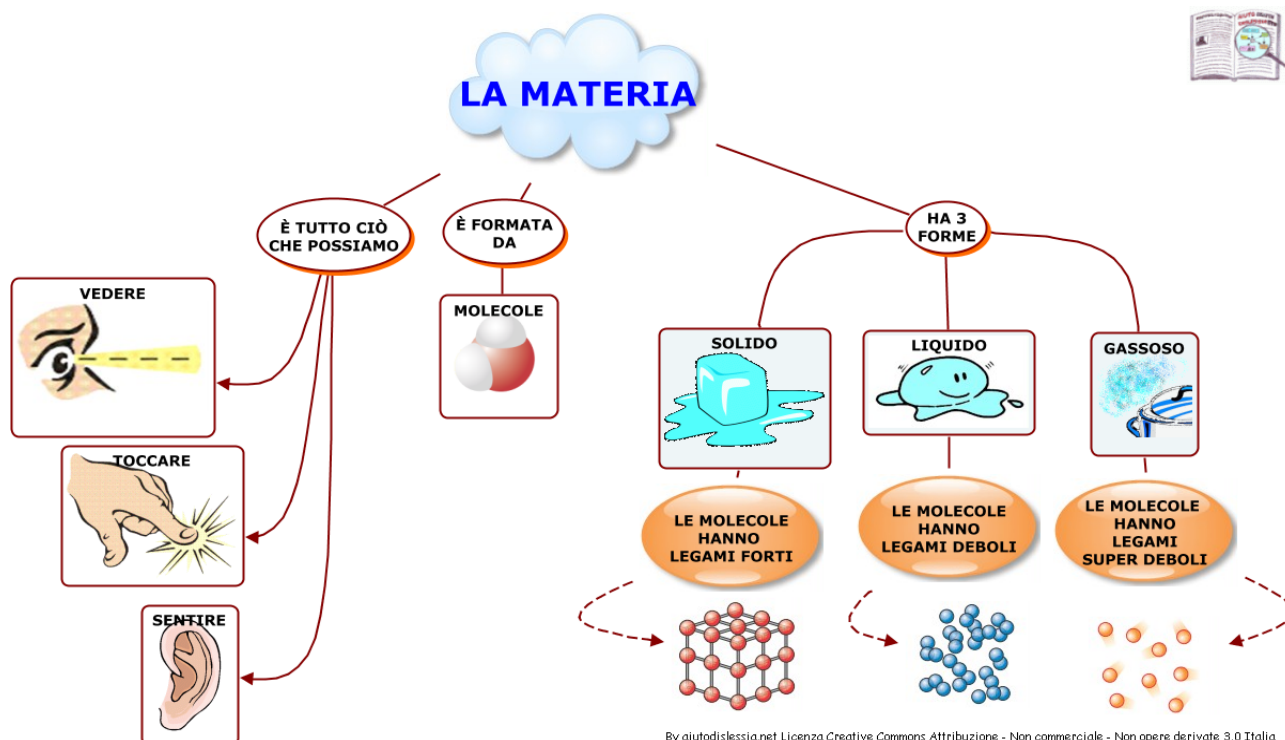 LA MATERIA
È TUTTO CIÒ
CHE POSSIAMO
È FORMATA
DA
HA 3
FORME
VEDERE
MOLECOLE
SOLIDO
LIQUIDO
GASSOSO
TOCCARE
LE MOLECOLE
HANNO
LEGAMI FORTI
LE MOLECOLE
HANNO
LEGAMI DEBOLI
LE MOLECOLE
HANNO
LEGAMI
SUPER DEBOLI
SENTIRE
By aiutodislessia.net Licenza Creative Commons Attribuzione - Non commerciale - Non opere derivate 3.0 Italia